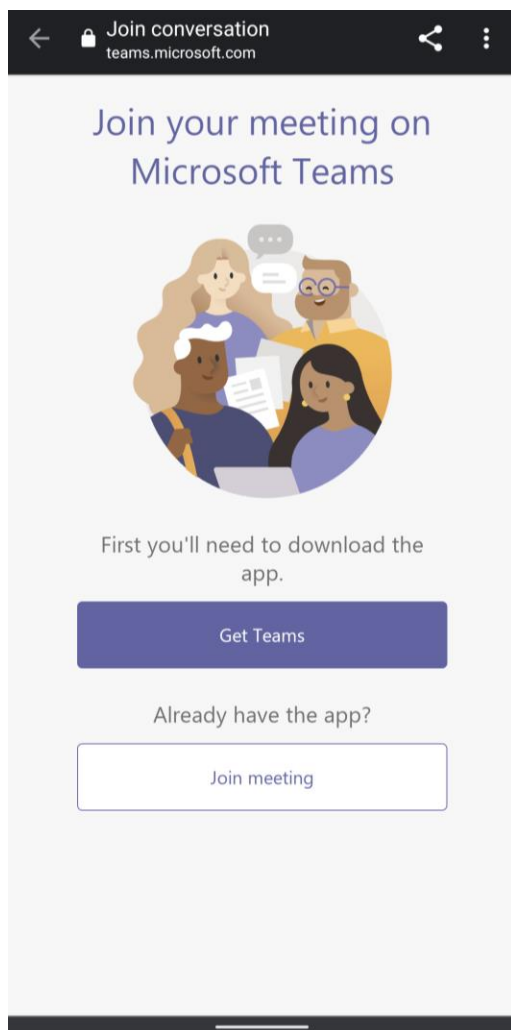 Join conversation
teams.microsoft.com
Join your meeting on
Microsoft Teams
First you'll need to download the
app.
Get Teams
Already have the app?
Join meeting